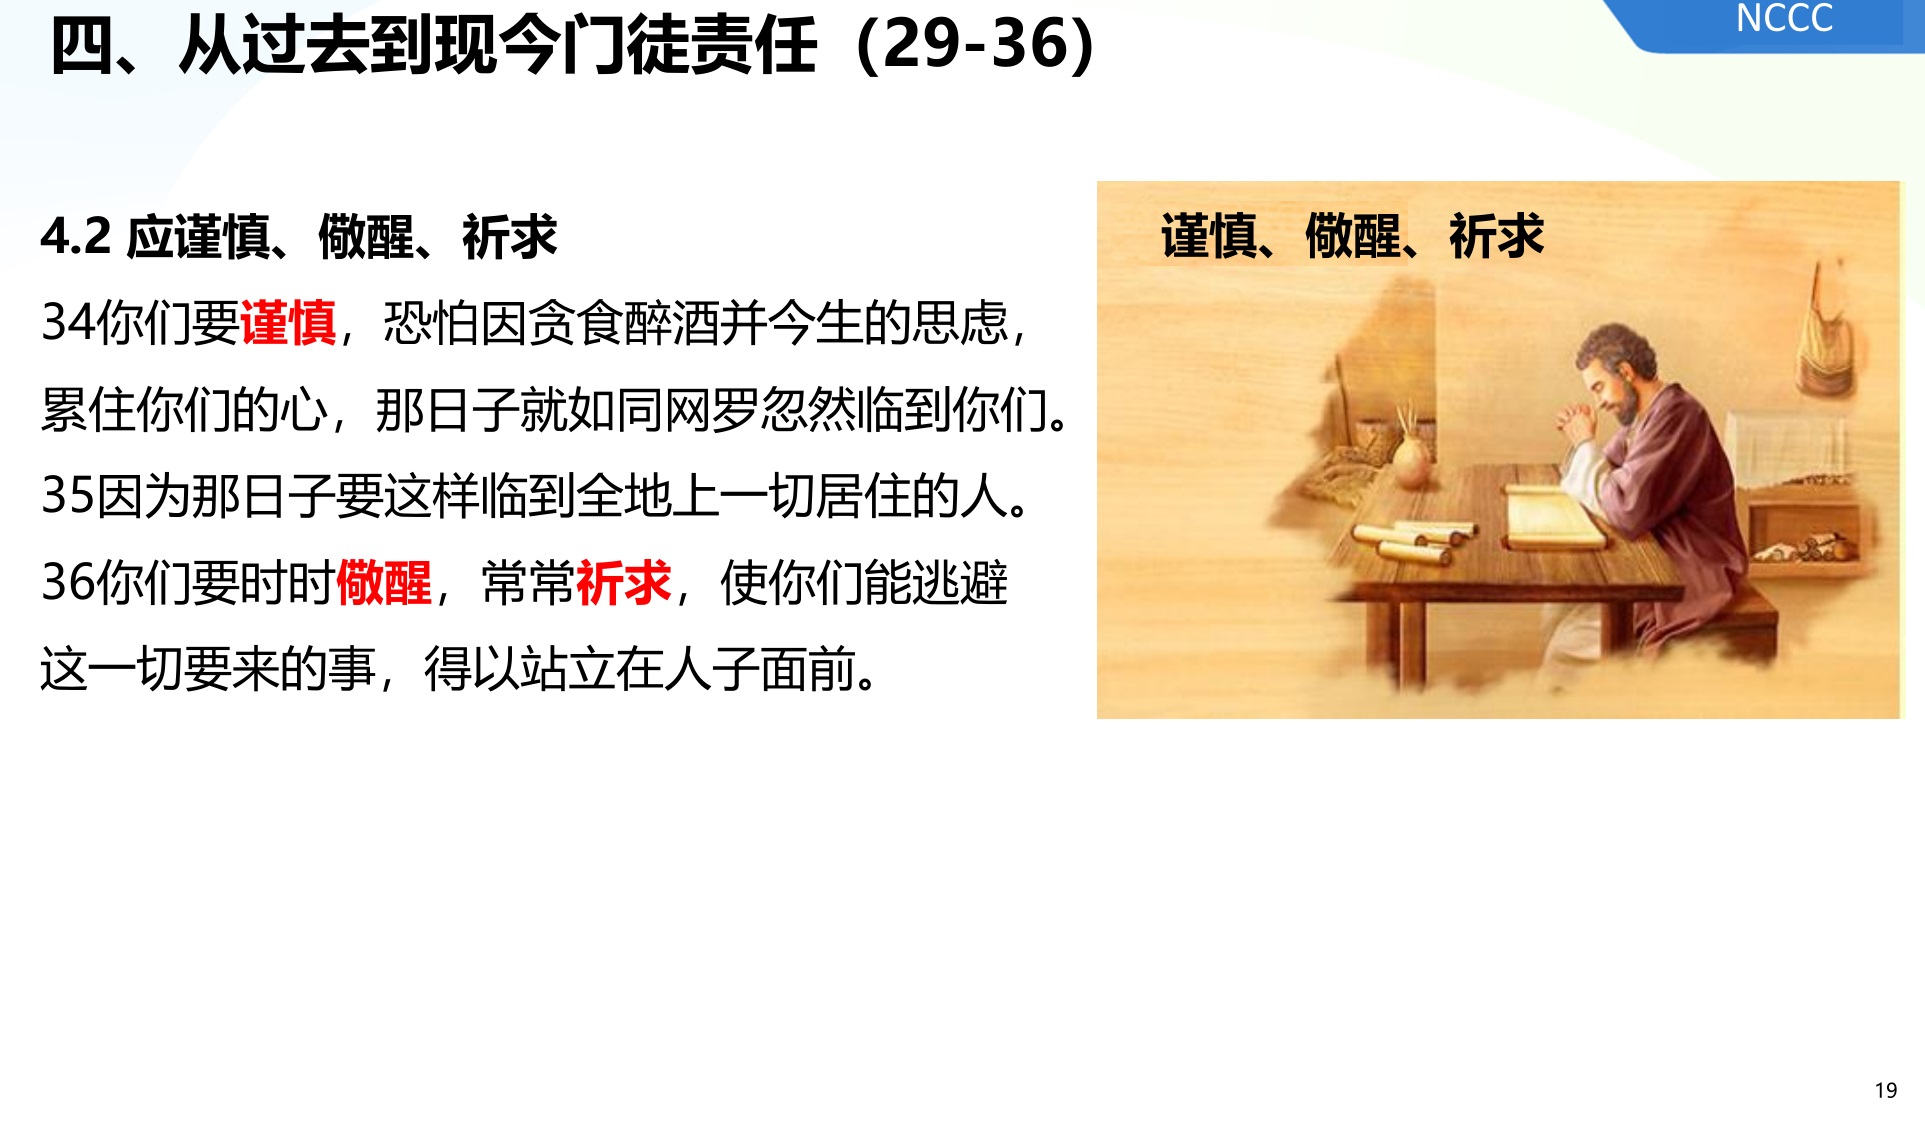 NCCC
四、从过去到现今门徒责任（29-36）
4.2 应谨慎、儆醒、祈求
34你们要谨慎，恐怕因贪食醉酒并今生的思虑，
累住你们的心，那日子就如同网罗忽然临到你们。
35因为那日子要这样临到全地上一切居住的人。
36你们要时时儆醒，常常祈求，使你们能逃避
这一切要来的事，得以站立在人子面前。
谨慎、儆醒、祈求
19